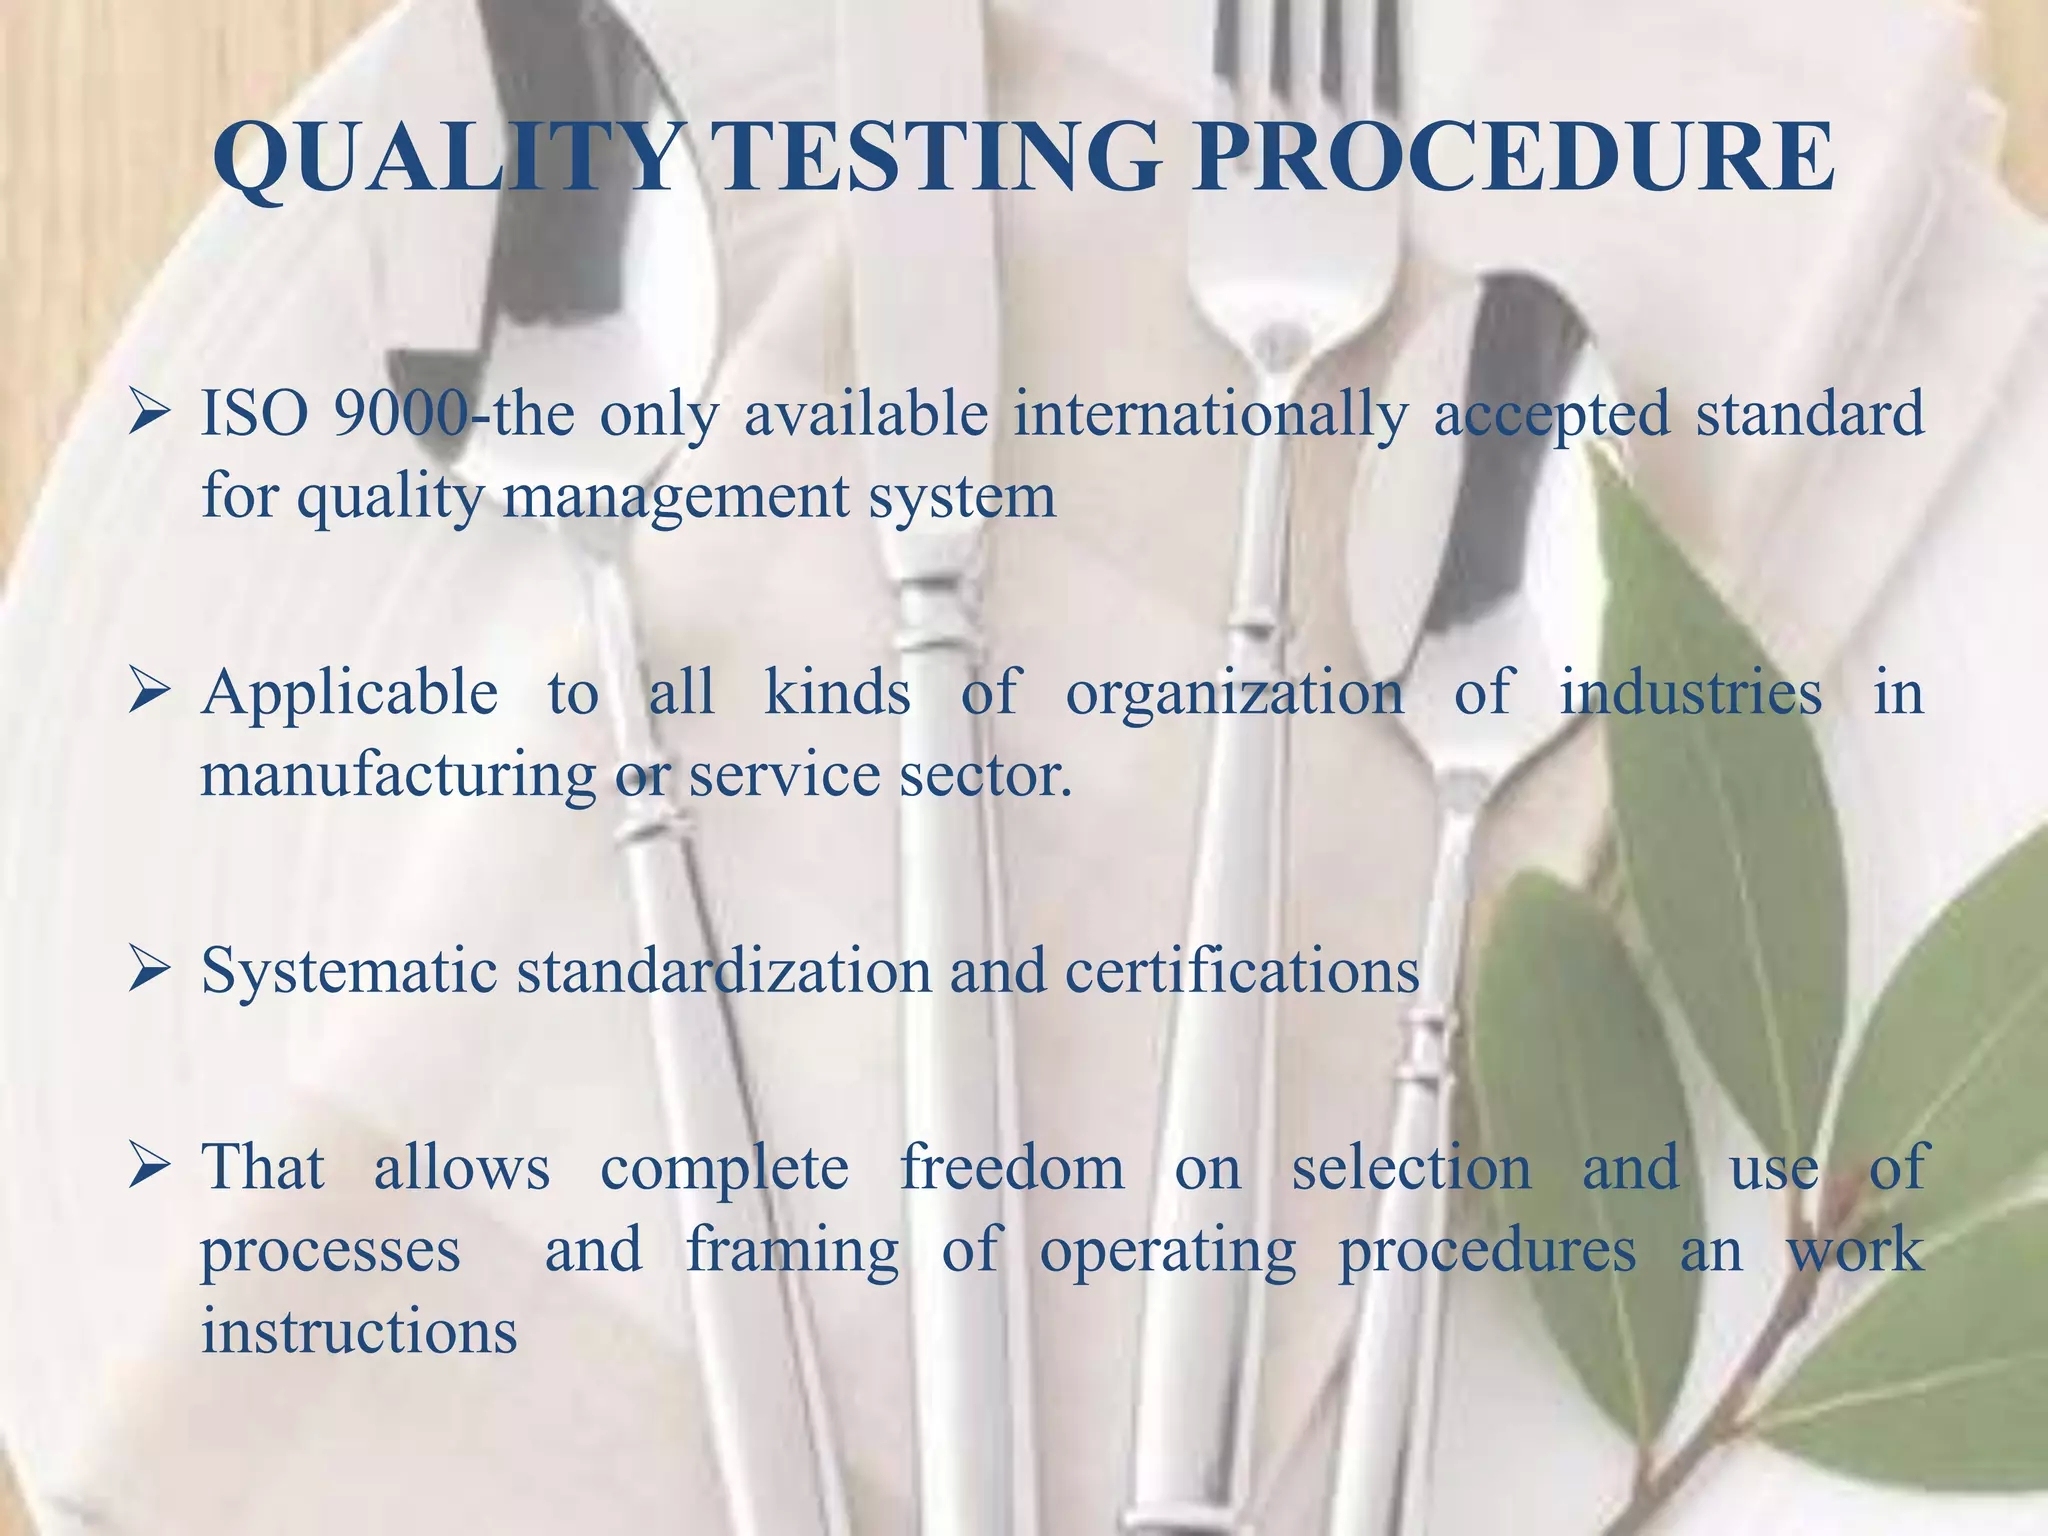 QUALITY TESTING PROCEDURE
➢ ISO 9000-the only available internationally accepted standard
for quality management system
➢ Applicable to all kinds of organization of industries in
manufacturing or service sector.
➢ Systematic standardization and certifications
➢ That allows complete freedom on selection and use of
processes and framing of operating procedures an work
instructions